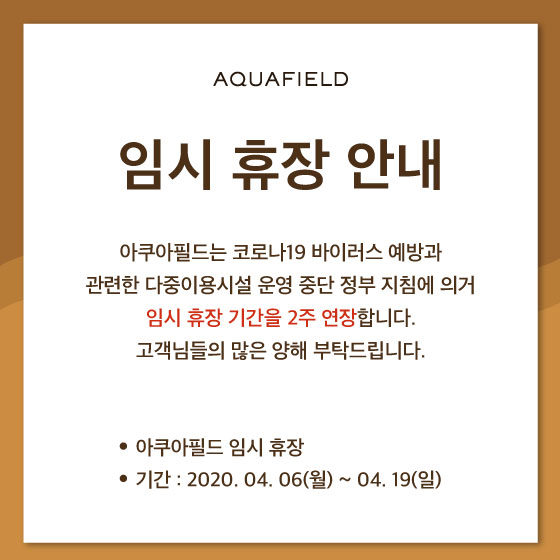 AQUAFIELD
임시 휴장 안내
아쿠아필드는 코로나19 바이러스 예방과
관련한 다중이용시설 운영 중단 정부 지침에 의거
임시 휴장 기간을 2주 연장합니다.
고객님들의 많은 양해 부탁드립니다.
• 아쿠아필드 임시 휴장
• 기간 : 2020. 04. 06(월) ~ 04. 19(일)